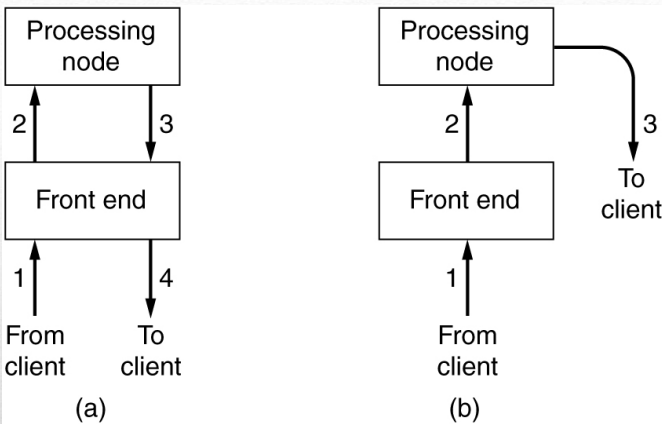 Processing
node
2
3
Front end
1
4
From
client
To
client
(a)
Processing
node
2
3
To
client
Front end
1
From
client
(b)